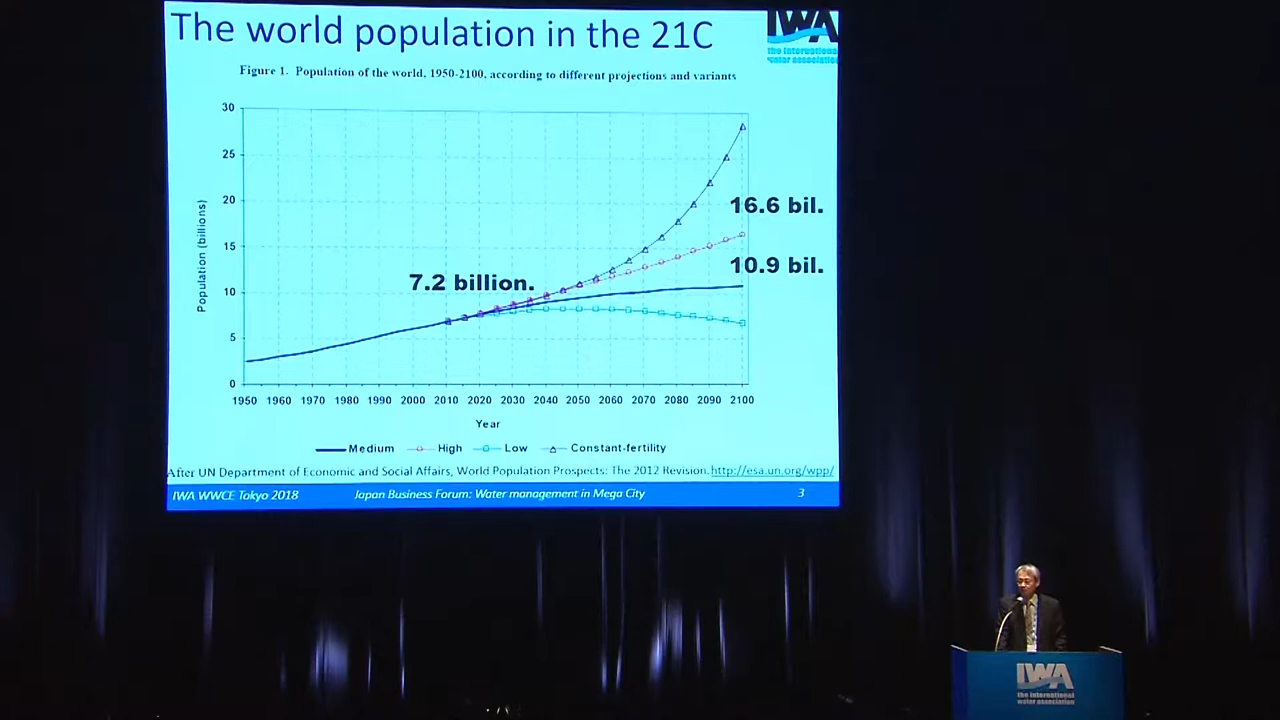 The world population in the 21C
IWA
the international
water association
Figure 1. Population of the world, 1950-2100, according to different projections and variants
30
25
20
15
10
5
0
Population (billions)
16.6 bil.
10.9 bil.
7.2 billion.
1950 1960 1970 1980 1990 2000 2010 2020 2030 2040 2050 2060 2070 2080 2090 2100
Year
Medium High Low Constant-fertility
After UN Department of Economic and Social Affairs, World Population Prospects: The 2012 Revision. http://esa.un.org/wpp/
IWA WWCE Tokyo 2018 Japan Business Forum: Water management in Mega City 3
IWA
the international
water association